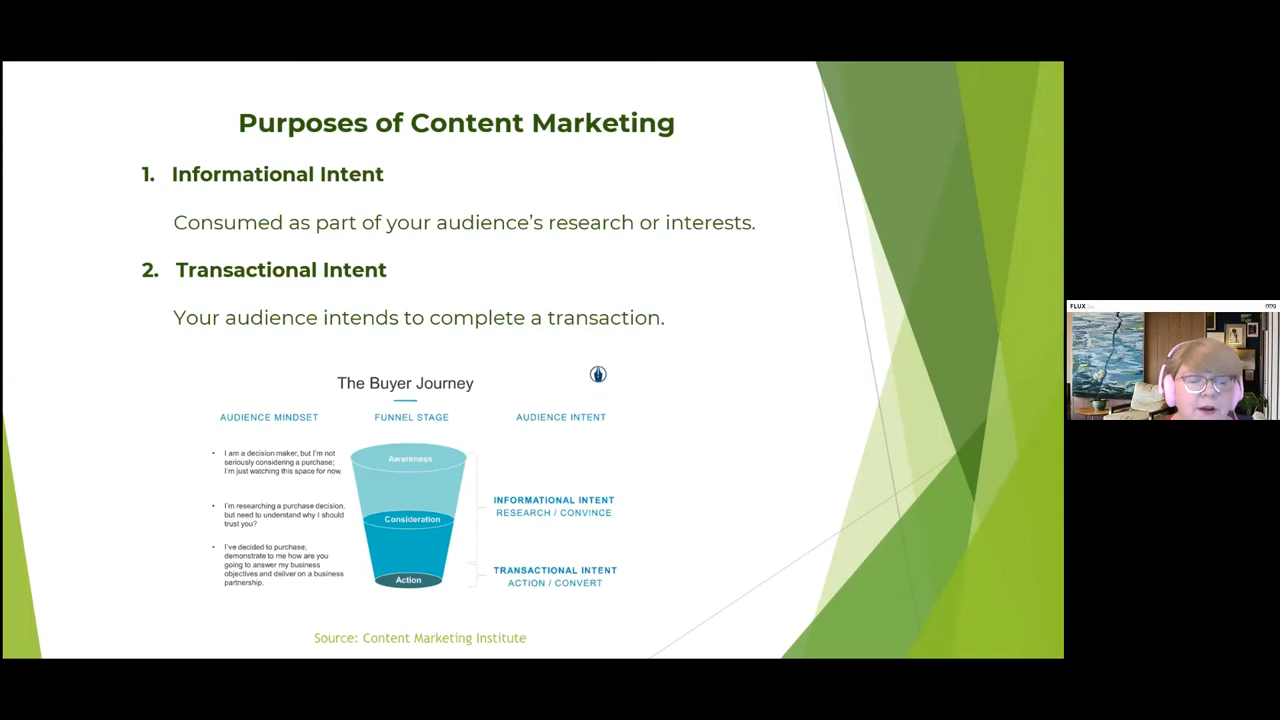 Purposes of Content Marketing
1. Informational Intent
Consumed as part of your audience’s research or interests.
2. Transactional Intent
Your audience intends to complete a transaction.
The Buyer Journey
AUDIENCE MINDSET
FUNNEL STAGE
AUDIENCE INTENT
• I am a decision maker, but I'm not
seriously considering a purchase;
I'm just watching this space for now.
• I'm researching a purchase decision,
but need to understand why I should
trust you?
• I've decided to purchase;
demonstrate to me how are you
going to answer my business
objectives and deliver on a business
partnership.
Awareness
Consideration
Action
INFORMATIONAL INTENT
RESEARCH / CONVINCE
TRANSACTIONAL INTENT
ACTION / CONVERT
Source: Content Marketing Institute
FLUX